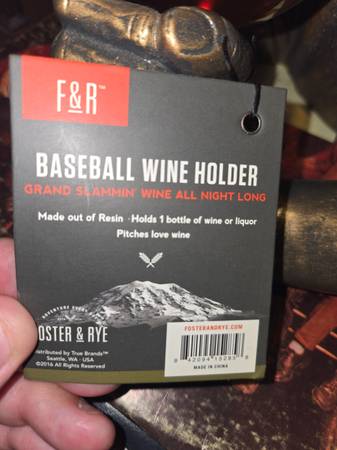 F&R™
BASEBALL WINE HOLDER
GRAND SLAMMIN' WINE ALL NIGHT LONG
Made out of Resin · Holds 1 bottle of wine or liquor
Pitches love wine
OSTER & RYE
istributed by True Brands™
Seattle, WA · USA
©2016 All Rights Reserved
FOSTERANDRYE.COM
MADE IN CHINA